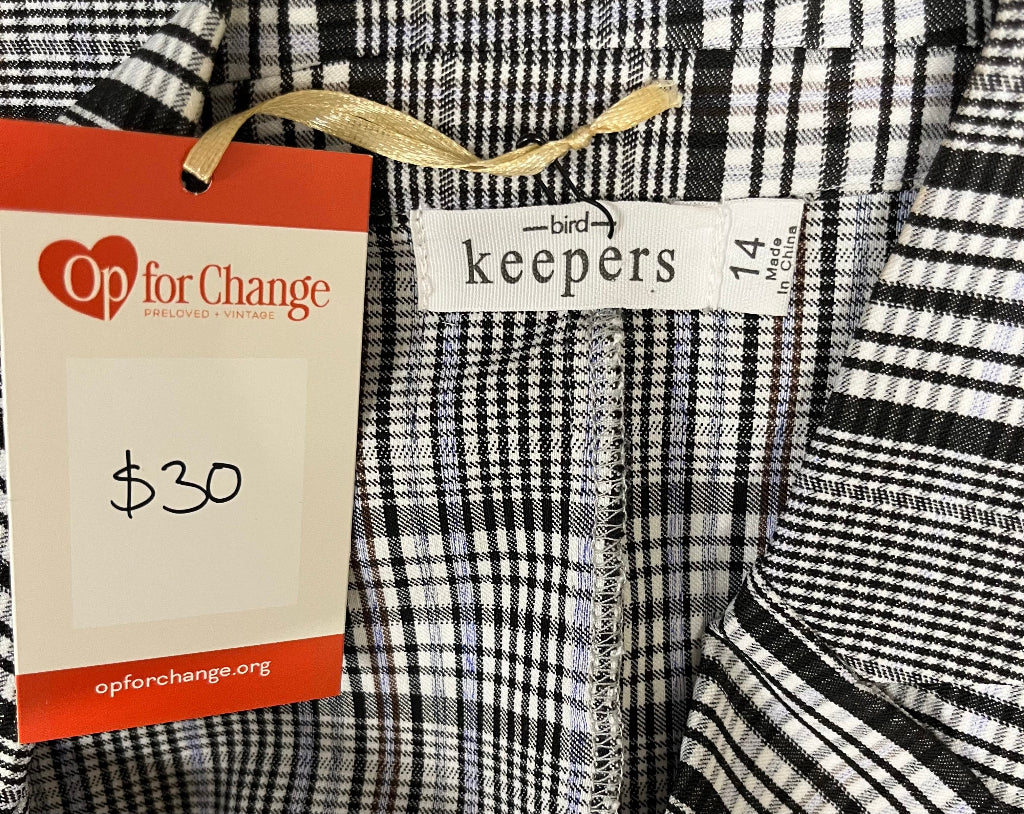 Op for Change
PRELOVED + VINTAGE
$30
opforchange.org
bird
keepers
14
Made
In China